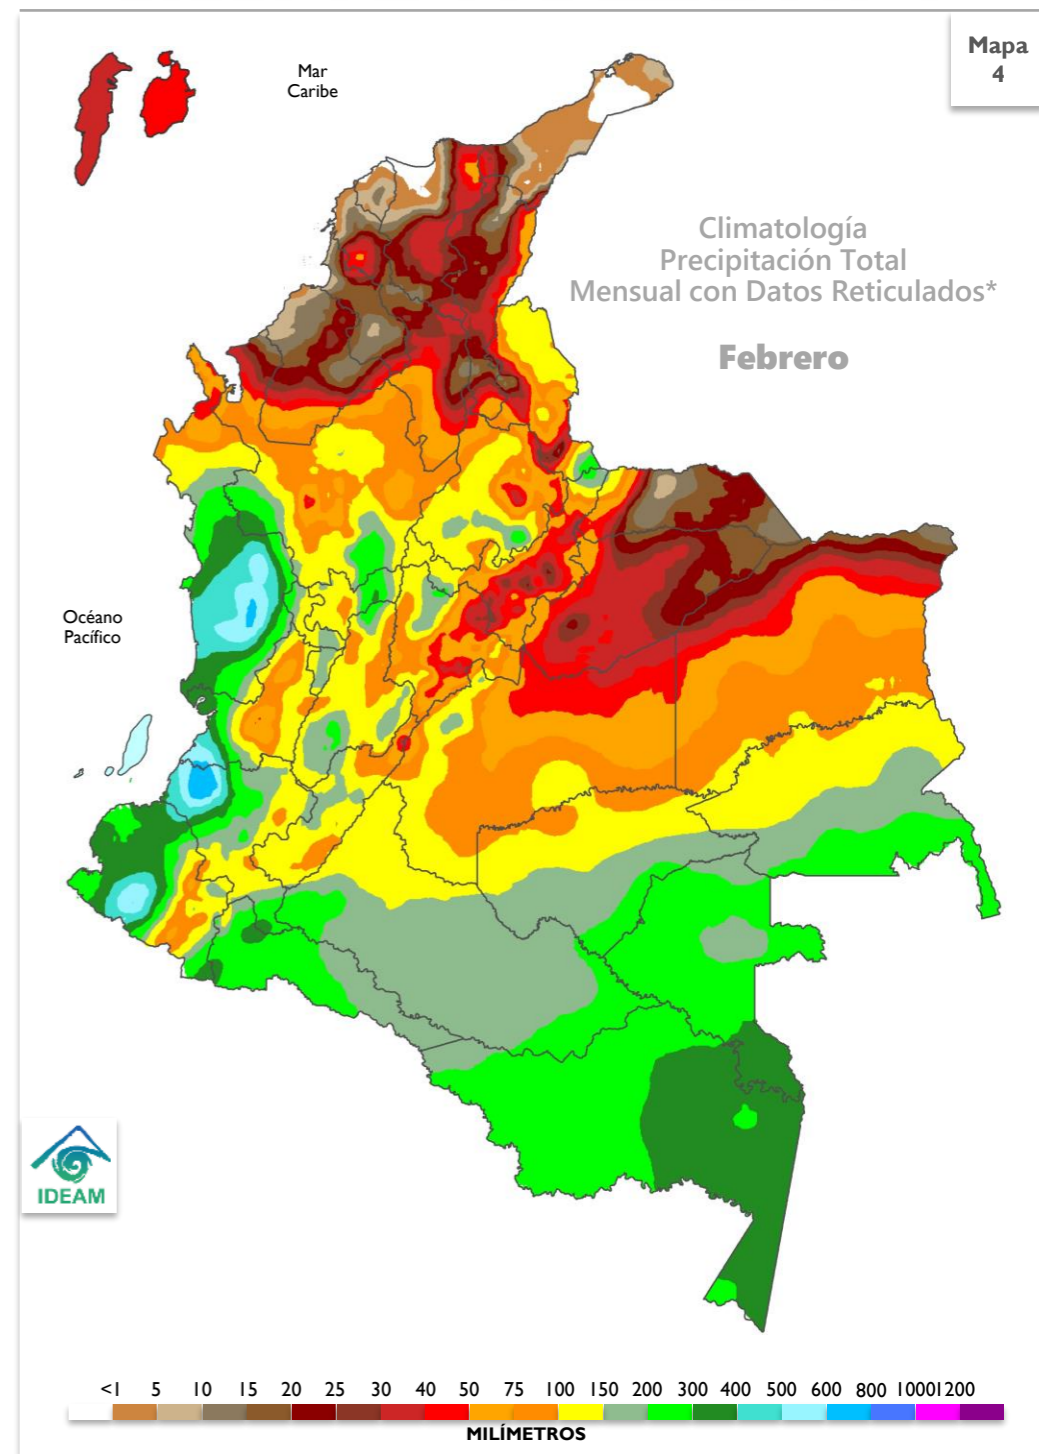 Mapa
4
Mar
Caribe
Climatología
Precipitación Total
Mensual con Datos Reticulados*
Febrero
Océano
Pacífico
IDEAM
<1 5 10 15 20 25 30 40 50 75 100 150 200 300 400 500 600 800 1000 1200
MILÍMETROS